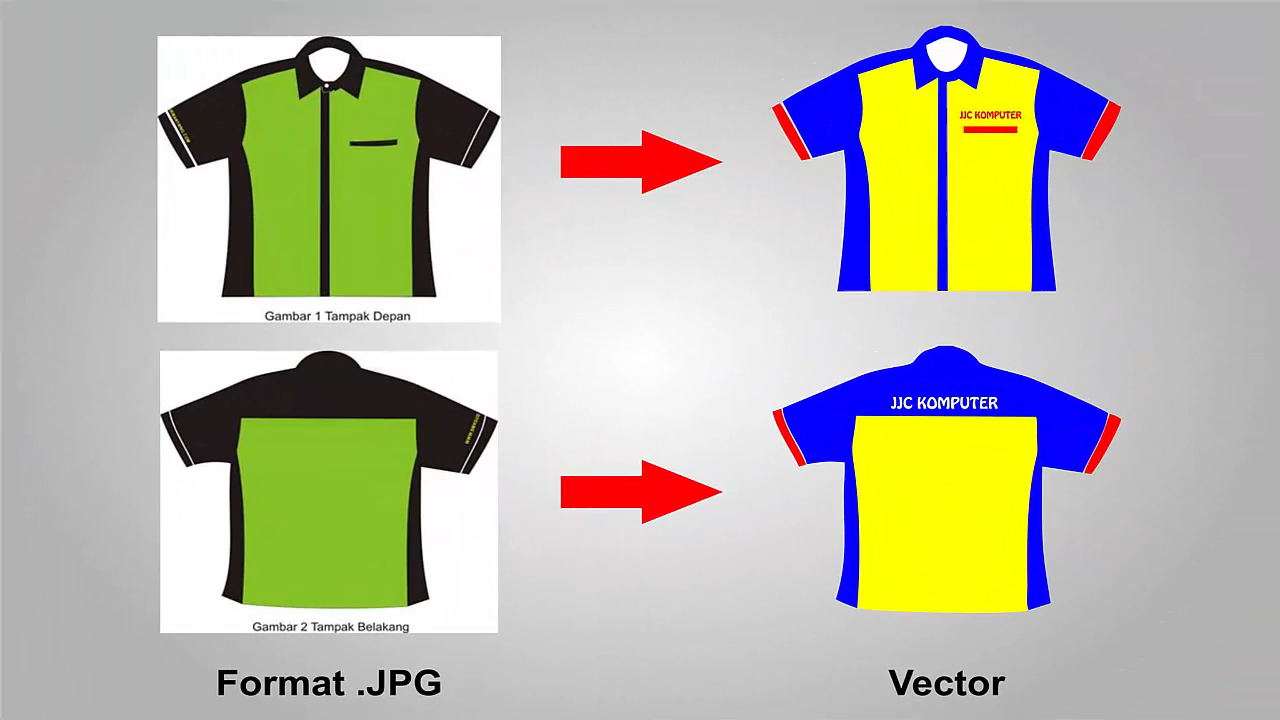 JJC KOMPUTER
Gambar 1 Tampak Depan
JJC KOMPUTER
Gambar 2 Tampak Belakang
Format .JPG
Vector